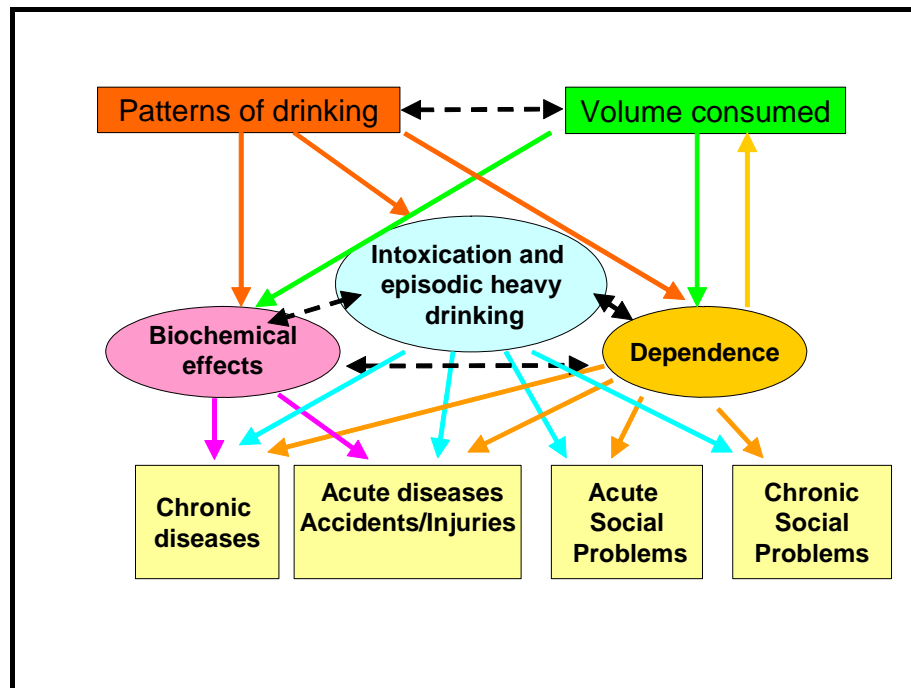 Patterns of drinking
Volume consumed
Intoxication and
episodic heavy
drinking
Biochemical
effects
Dependence
Chronic
diseases
Acute diseases
Accidents/Injuries
Acute
Social
Problems
Chronic
Social
Problems